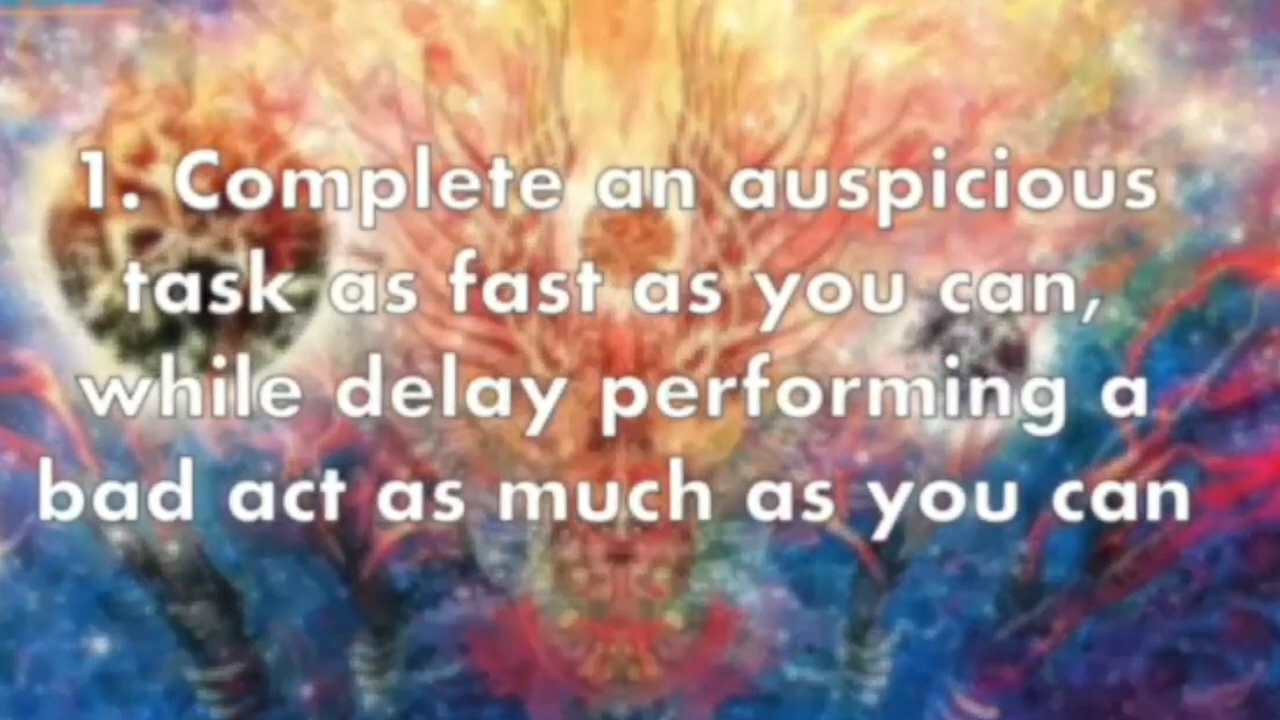 1. Complete an auspicious
task as fast as you can,
while delay performing a
bad act as much as you can